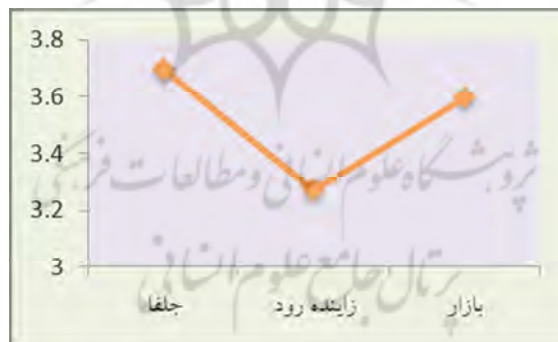 3.8
3.6
3.4
3.2
3
جلفا زاینده رود بازار
پژوهشگاه علوم انسانی و مطالعات فرهنگی
پرتال جامع علوم انسانی